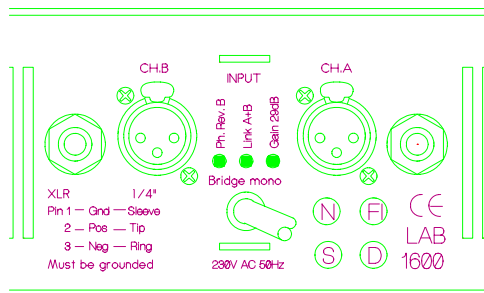 CH.B
INPUT
CH.A
Ph. Rev. B
Link A+B
Gain 29dB
Bridge mono
XLR 1/4"
Pin 1 — Gnd — Sleeve
2 — Pos — Tip
3 — Neg — Ring
Must be grounded
230V AC 50Hz
N FI
S D
CE
LAB
1600